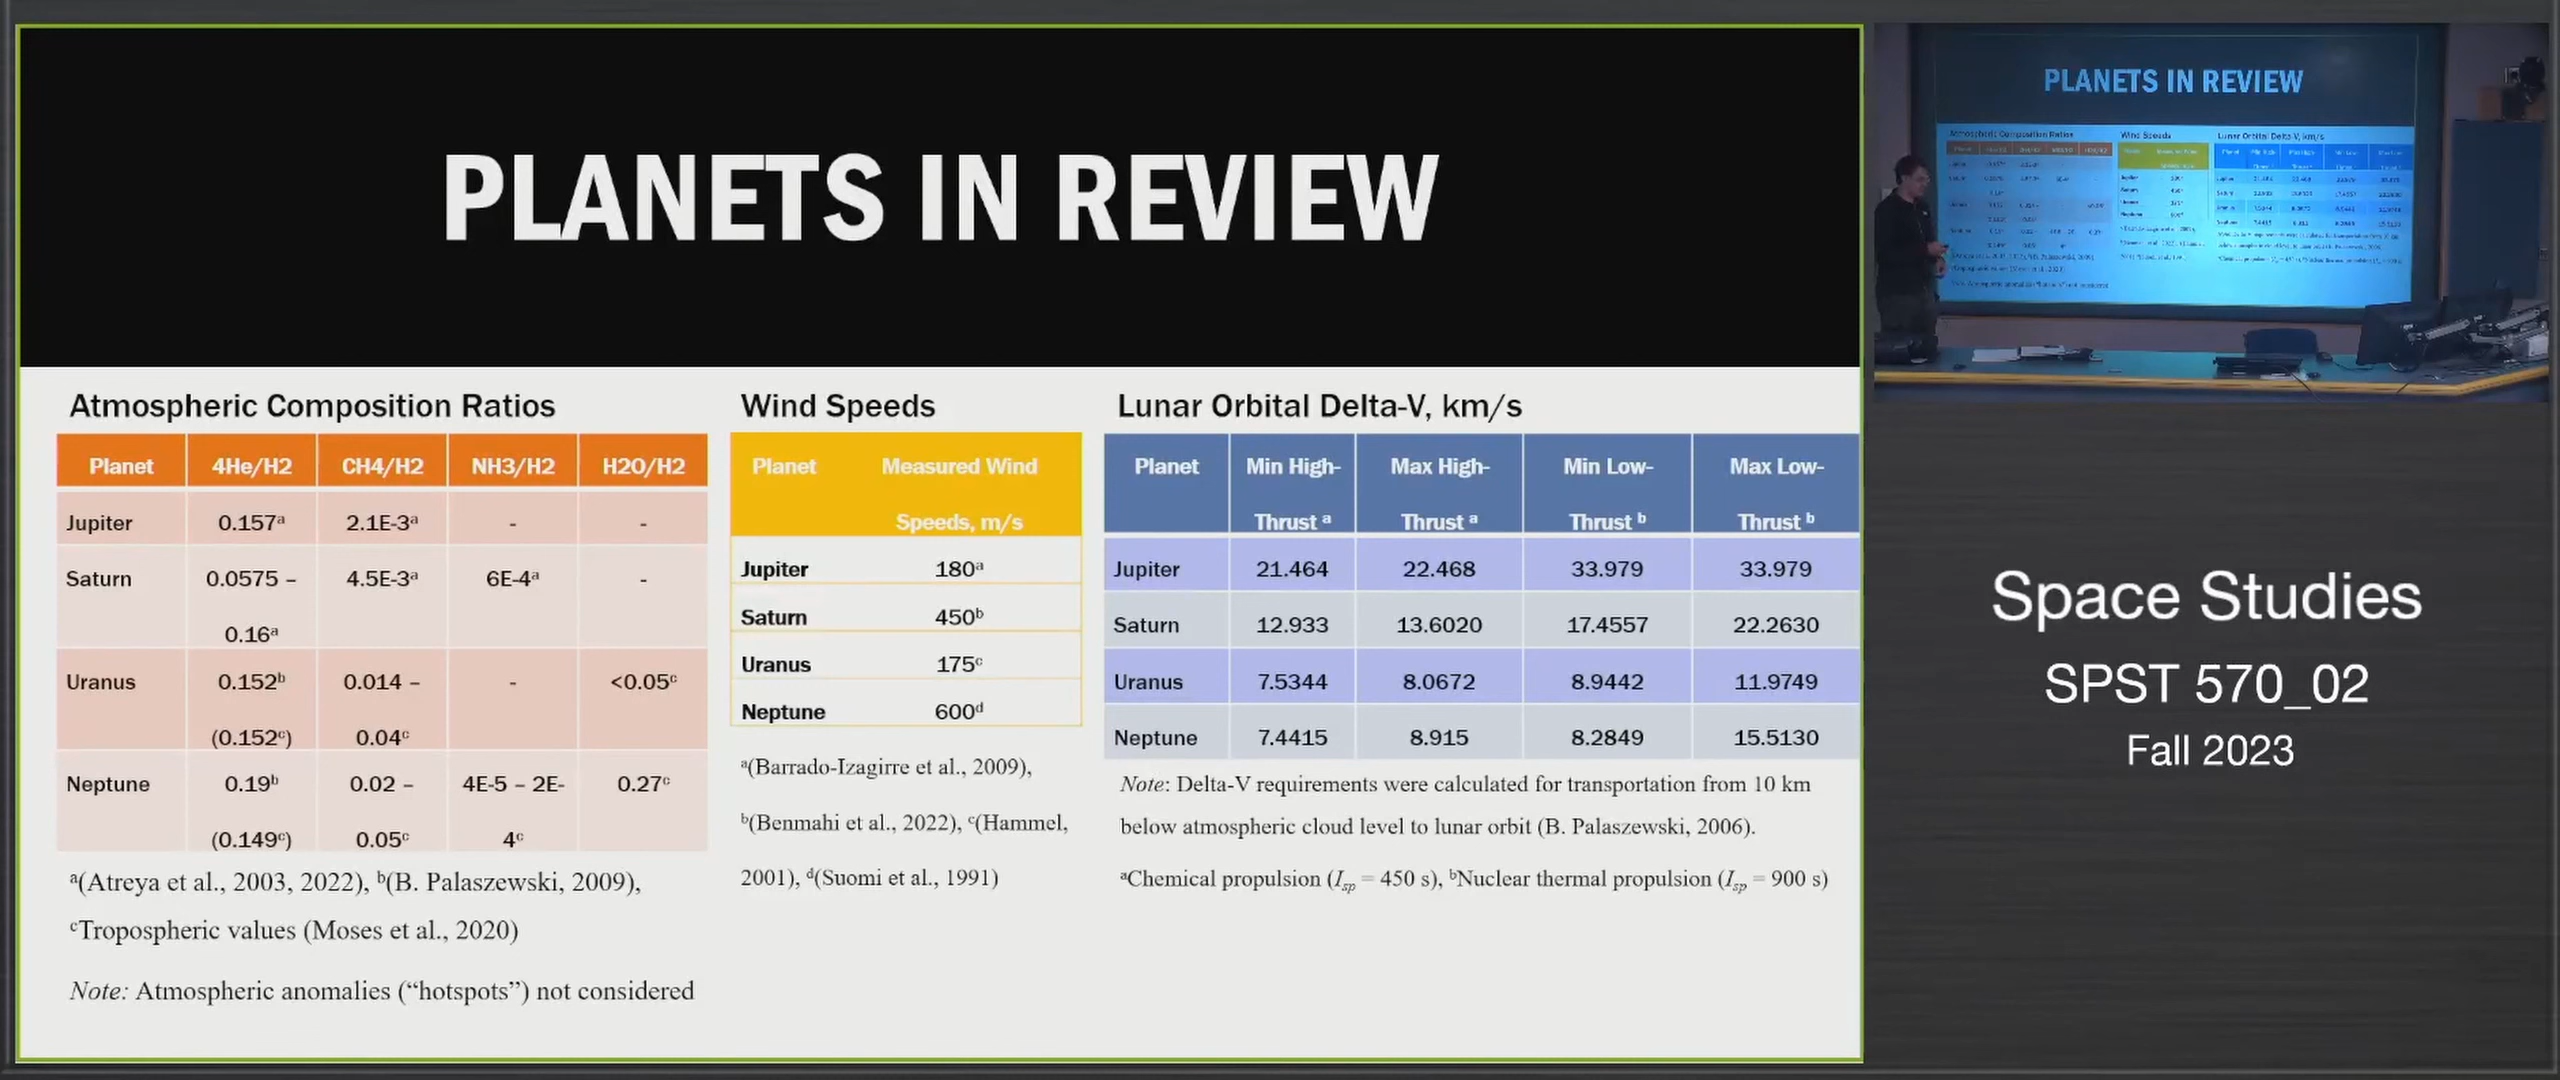 PLANETS IN REVIEW
Atmospheric Composition Ratios
Planet 4He/H2 CH4/H2 NH3/H2 H2O/H2
Jupiter 0.157a 2.1E-3a - -
Saturn 0.0575 – 4.5E-3a 6E-4a -
0.16a
Uranus 0.152b 0.014 – - <0.05c
(0.152c) 0.04c
Neptune 0.19b 0.02 – 4E-5 – 2E- 0.27c
(0.149c) 0.05c 4c
a(Atreya et al., 2003, 2022), b(B. Palaszewski, 2009),
cTropospheric values (Moses et al., 2020)
Note: Atmospheric anomalies (“hotspots”) not considered
Wind Speeds
Planet Measured Wind
Speeds, m/s
Jupiter 180a
Saturn 450b
Uranus 175c
Neptune 600d
a(Barrado-Izagirre et al., 2009),
b(Benmahi et al., 2022), c(Hammel,
2001), d(Suomi et al., 1991)
Lunar Orbital Delta-V, km/s
Planet Min High- Max High- Min Low- Max Low-
Thrust a Thrust a Thrust b Thrust b
Jupiter 21.464 22.468 33.979 33.979
Saturn 12.933 13.6020 17.4557 22.2630
Uranus 7.5344 8.0672 8.9442 11.9749
Neptune 7.4415 8.915 8.2849 15.5130
Note: Delta-V requirements were calculated for transportation from 10 km
below atmospheric cloud level to lunar orbit (B. Palaszewski, 2006).
aChemical propulsion (Isp = 450 s), bNuclear thermal propulsion (Isp = 900 s)
PLANETS IN REVIEW
Atmospheric Composition Ratios
Wind Speeds
Lunar Orbital Delta-V, km/s
Space Studies
SPST 570_02
Fall 2023